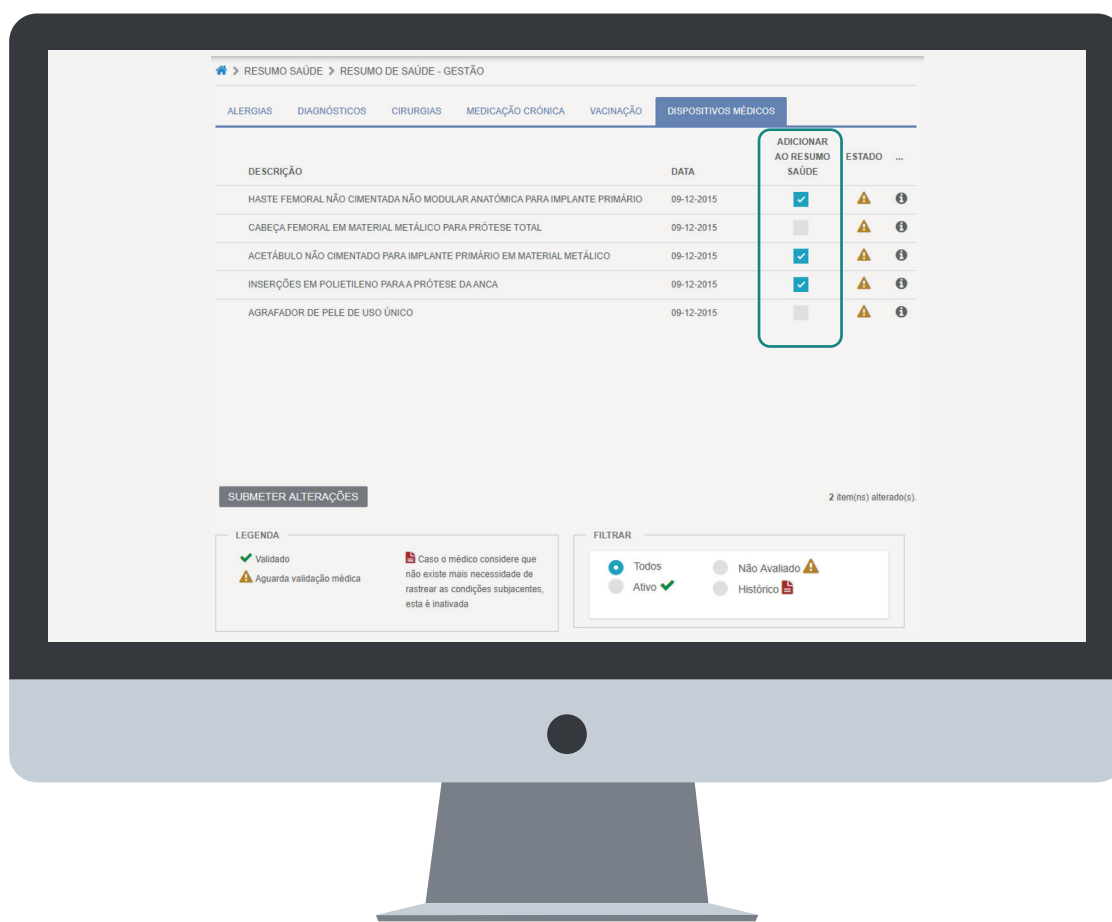 RESUMO SAÚDE > RESUMO DE SAÚDE - GESTÃO
ALERGIAS DIAGNÓSTICOS CIRURGIAS MEDICAÇÃO CRÓNICA VACINAÇÃO DISPOSITIVOS MÉDICOS
DESCRIÇÃO DATA ADICIONAR
AO RESUMO
SAÚDE ESTADO ...
HASTE FEMORAL NÃO CIMENTADA NÃO MODULAR ANATÓMICA PARA IMPLANTE PRIMÁRIO 09-12-2015
CABEÇA FEMORAL EM MATERIAL METÁLICO PARA PRÓTESE TOTAL 09-12-2015
ACETÁBULO NÃO CIMENTADO PARA IMPLANTE PRIMÁRIO EM MATERIAL METÁLICO 09-12-2015
INSERÇÕES EM POLIETILENO PARA A PRÓTESE DA ANCA 09-12-2015
AGRAFADOR DE PELE DE USO ÚNICO 09-12-2015
SUBMETER ALTERAÇÕES 2 item(ns) alterado(s).
LEGENDA
Validado
Aguarda validação médica
Caso o médico considere que
não existe mais necessidade de
rastrear as condições subjacentes,
esta é inativada
FILTRAR
Todos Não Avaliado
Ativo Histórico